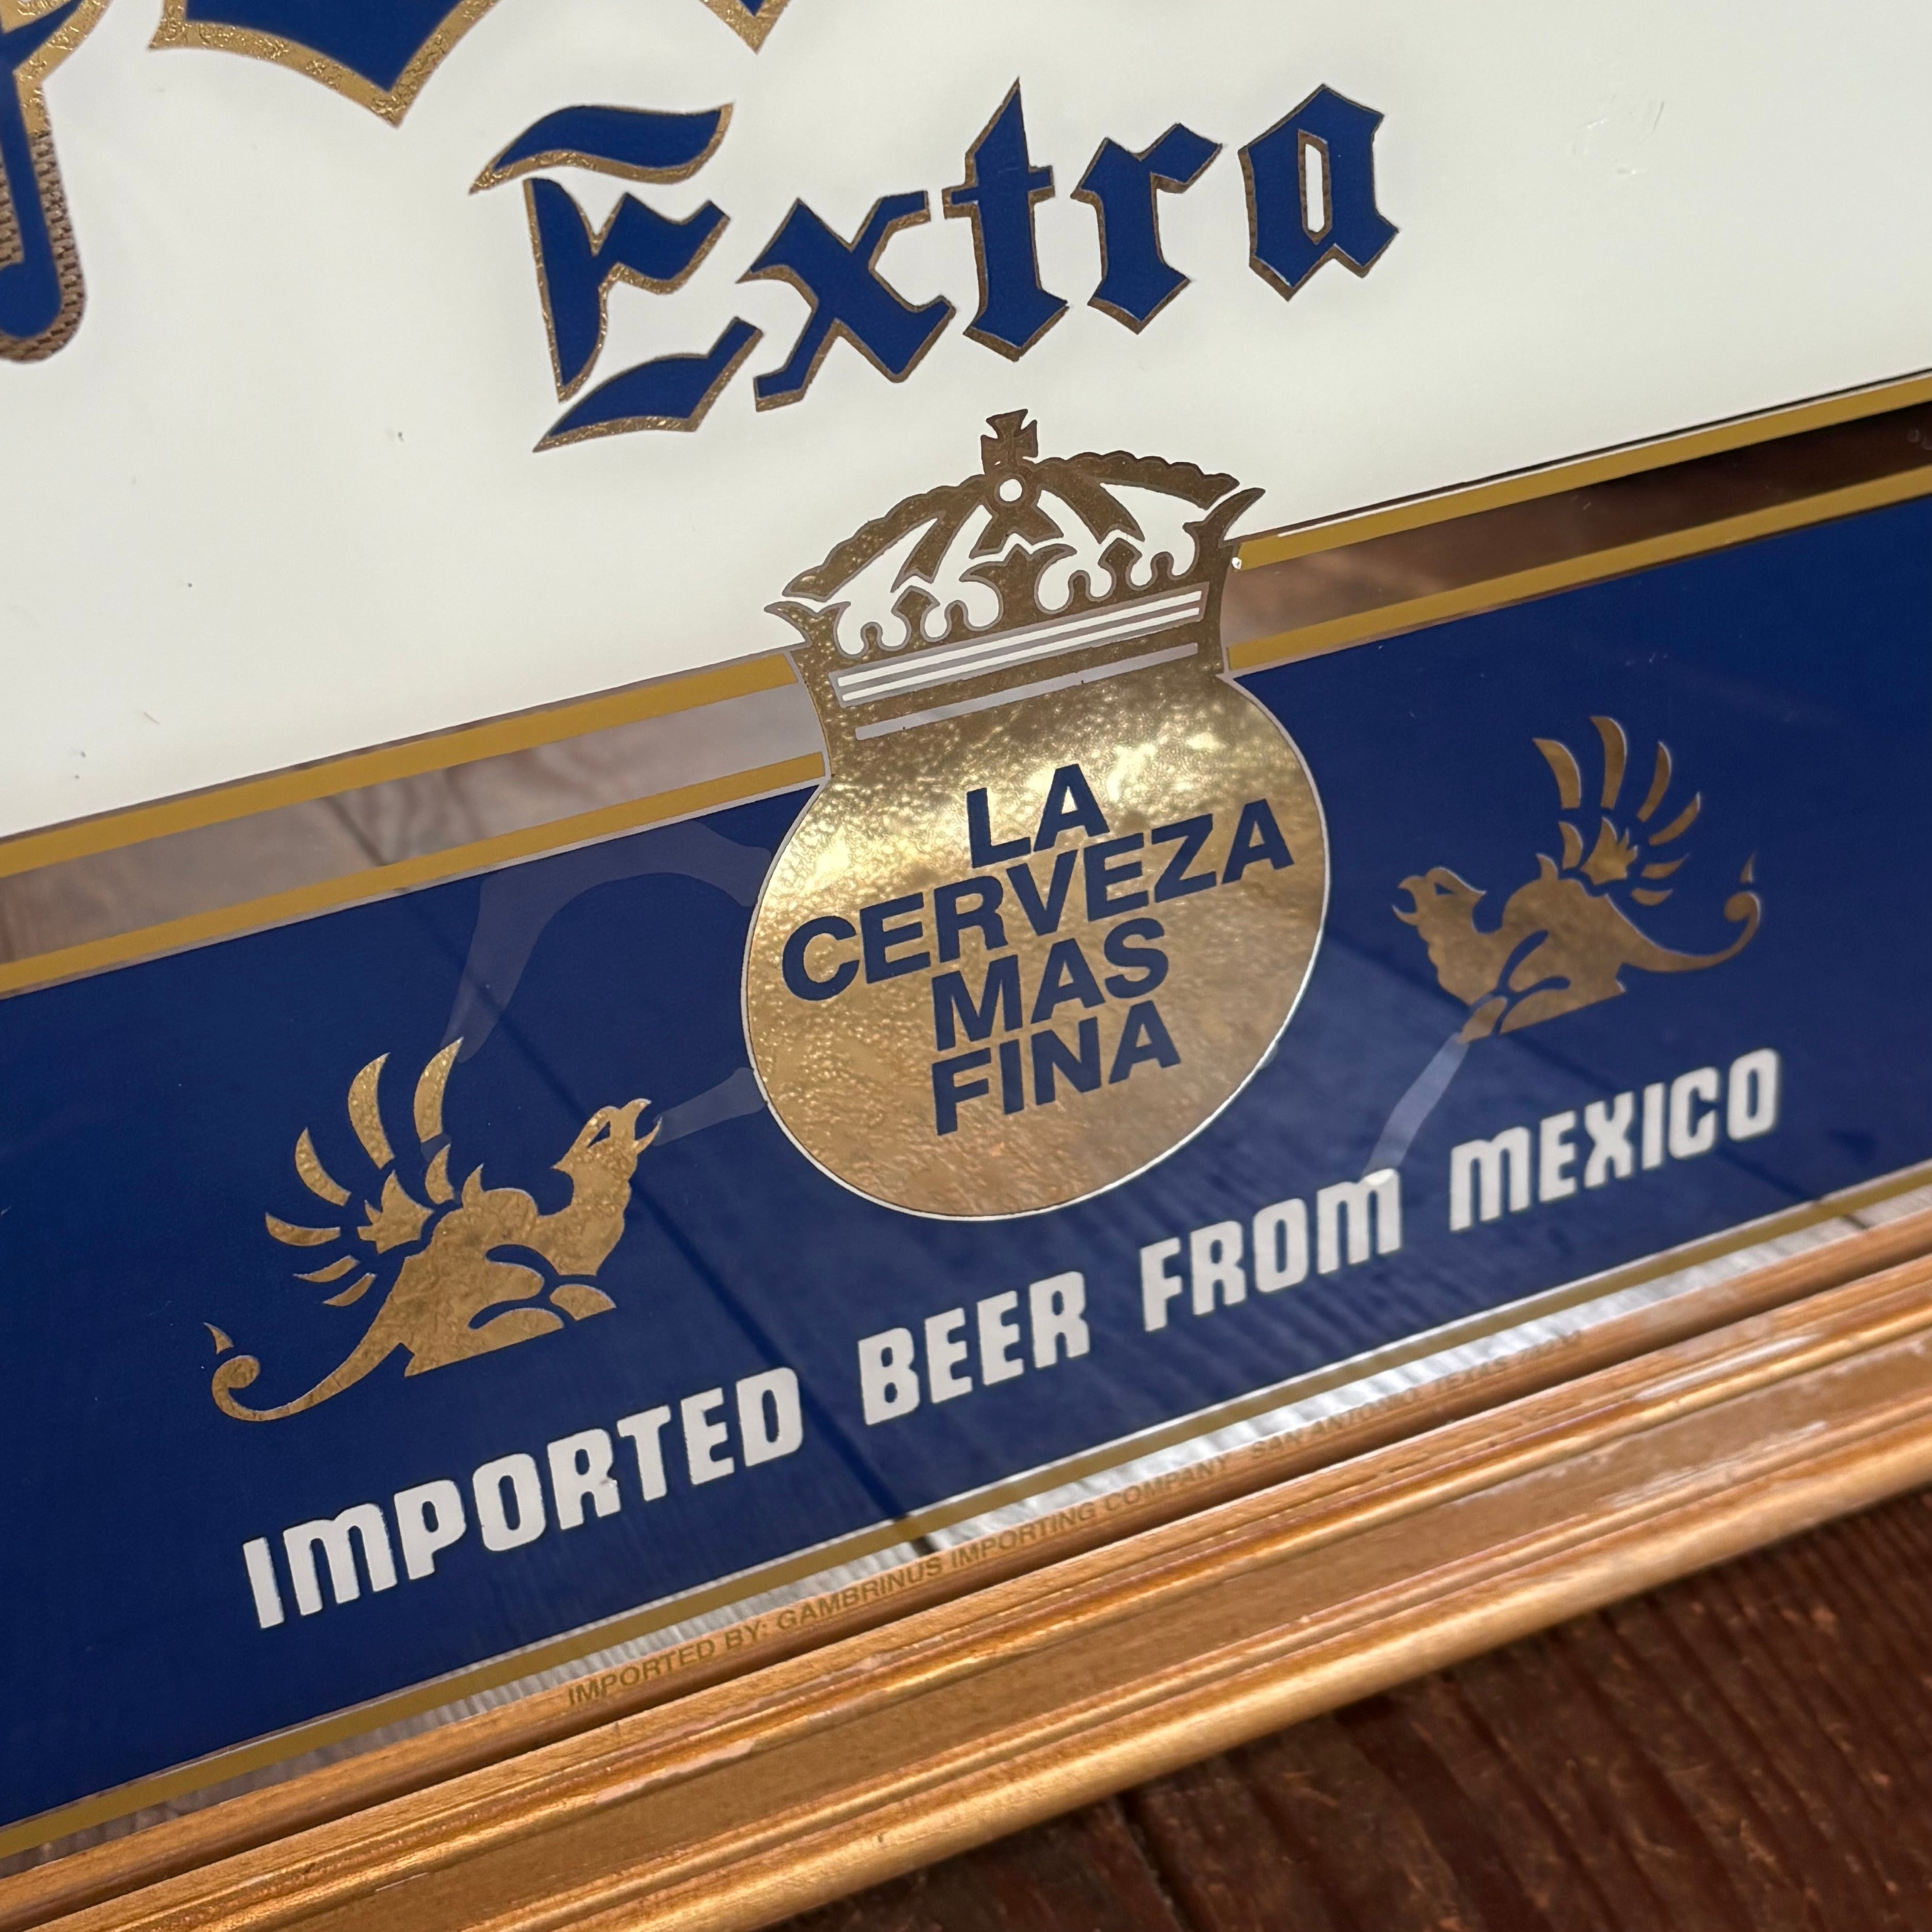 Extra
LA
CERVEZA
MAS
FINA
IMPORTED BEER FROM MEXICO
IMPORTED BY: GAMBRINUS IMPORTING COMPANY SAN ANTONIO, TEXAS